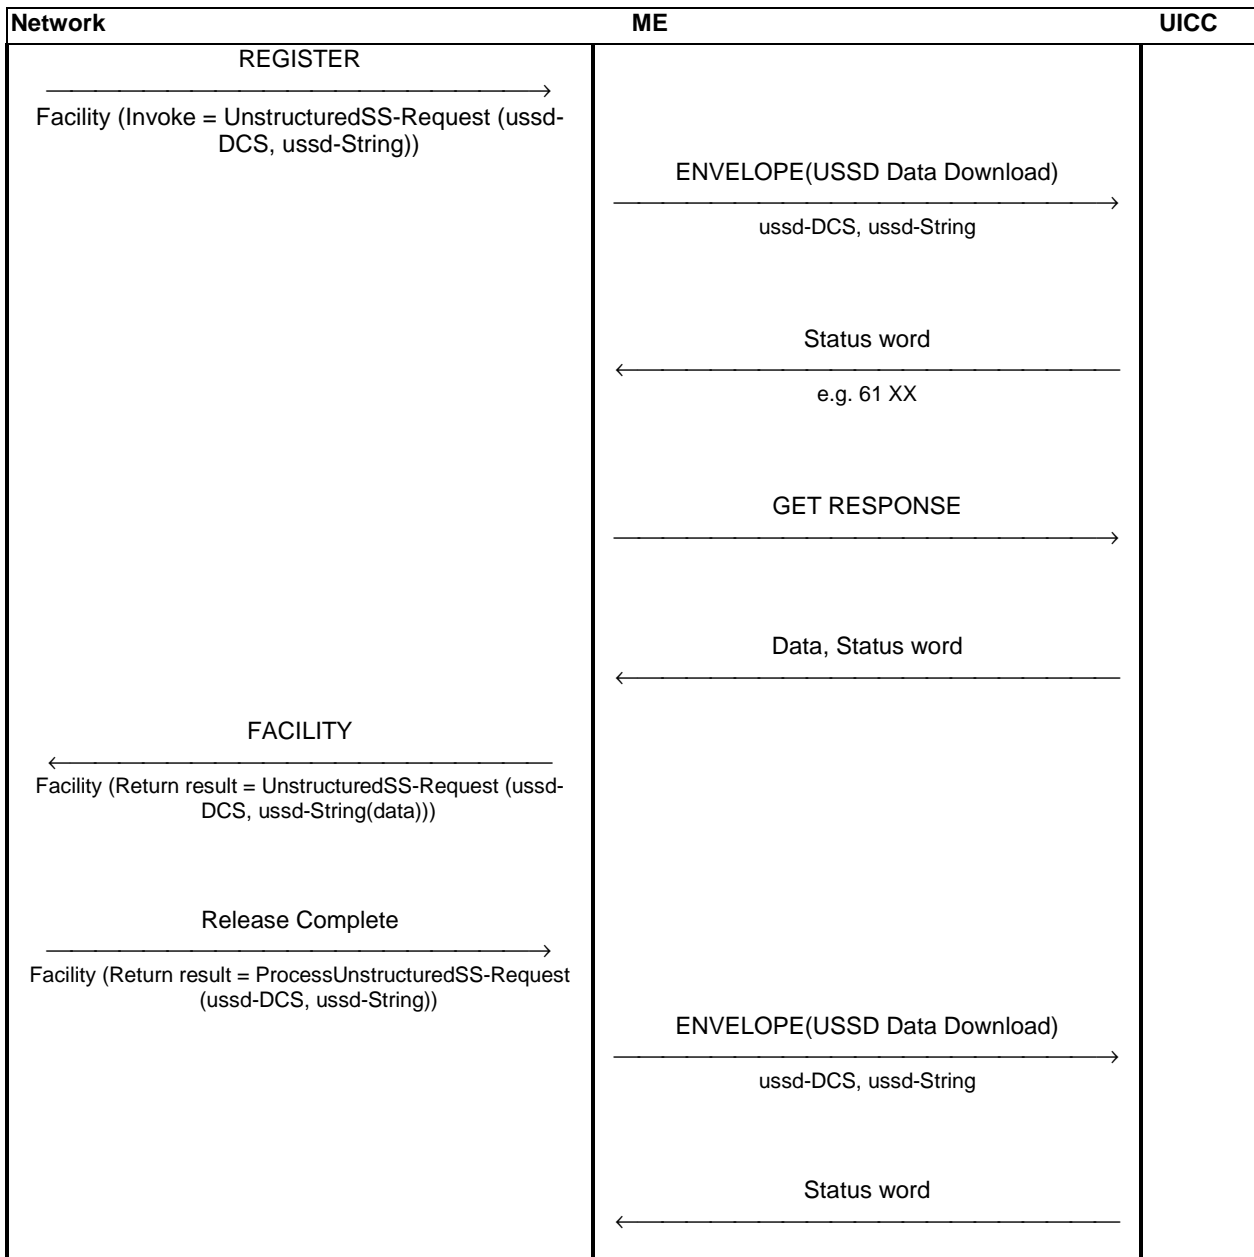 Network ME UICC
REGISTER
Facility (Invoke = UnstructuredSS-Request (ussd-
DCS, ussd-String))
ENVELOPE(USSD Data Download)
ussd-DCS, ussd-String
Status word
e.g. 61 XX
GET RESPONSE
Data, Status word
FACILITY
Facility (Return result = UnstructuredSS-Request (ussd-
DCS, ussd-String(data)))
Release Complete
Facility (Return result = ProcessUnstructuredSS-Request
(ussd-DCS, ussd-String))
ENVELOPE(USSD Data Download)
ussd-DCS, ussd-String
Status word